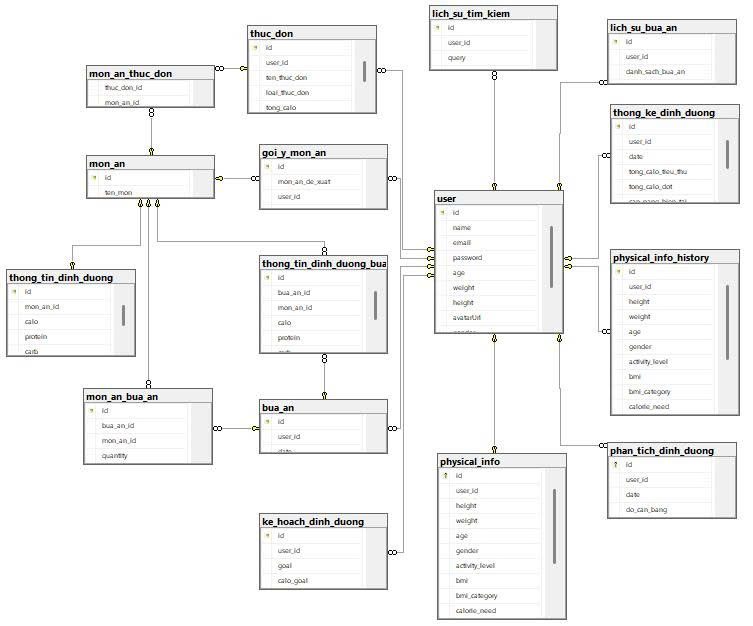 lich_su_tim_kiem
id
user_id
query
lich_su_bua_an
id
user_id
danh_sach_bua_an
thuc_don
id
user_id
ten_thuc_don
loai_thuc_don
tong_calo
mon_an_thuc_don
thuc_don_id
mon_an_id
thong_ke_dinh_duong
id
user_id
date
tong_calo_tieu_thu
tong_calo_dot
can_nang_hien_tai
mon_an
id
ten_mon
goi_y_mon_an
id
mon_an_de_xuat
user_id
user
id
name
email
password
age
weight
height
avatarUrl
gender
thong_tin_dinh_duong
id
mon_an_id
calo
protein
carb
thong_tin_dinh_duong_bua
id
bua_an_id
mon_an_id
calo
protein
carb
physical_info_history
id
user_id
height
weight
age
gender
activity_level
bmi
bmi_category
calorie_need
mon_an_bua_an
id
bua_an_id
mon_an_id
quantity
bua_an
id
user_id
date
physical_info
id
user_id
height
weight
age
gender
activity_level
bmi
bmi_category
calorie_need
phan_tich_dinh_duong
id
user_id
date
do_can_bang
ke_hoach_dinh_duong
id
user_id
goal
calo_goal